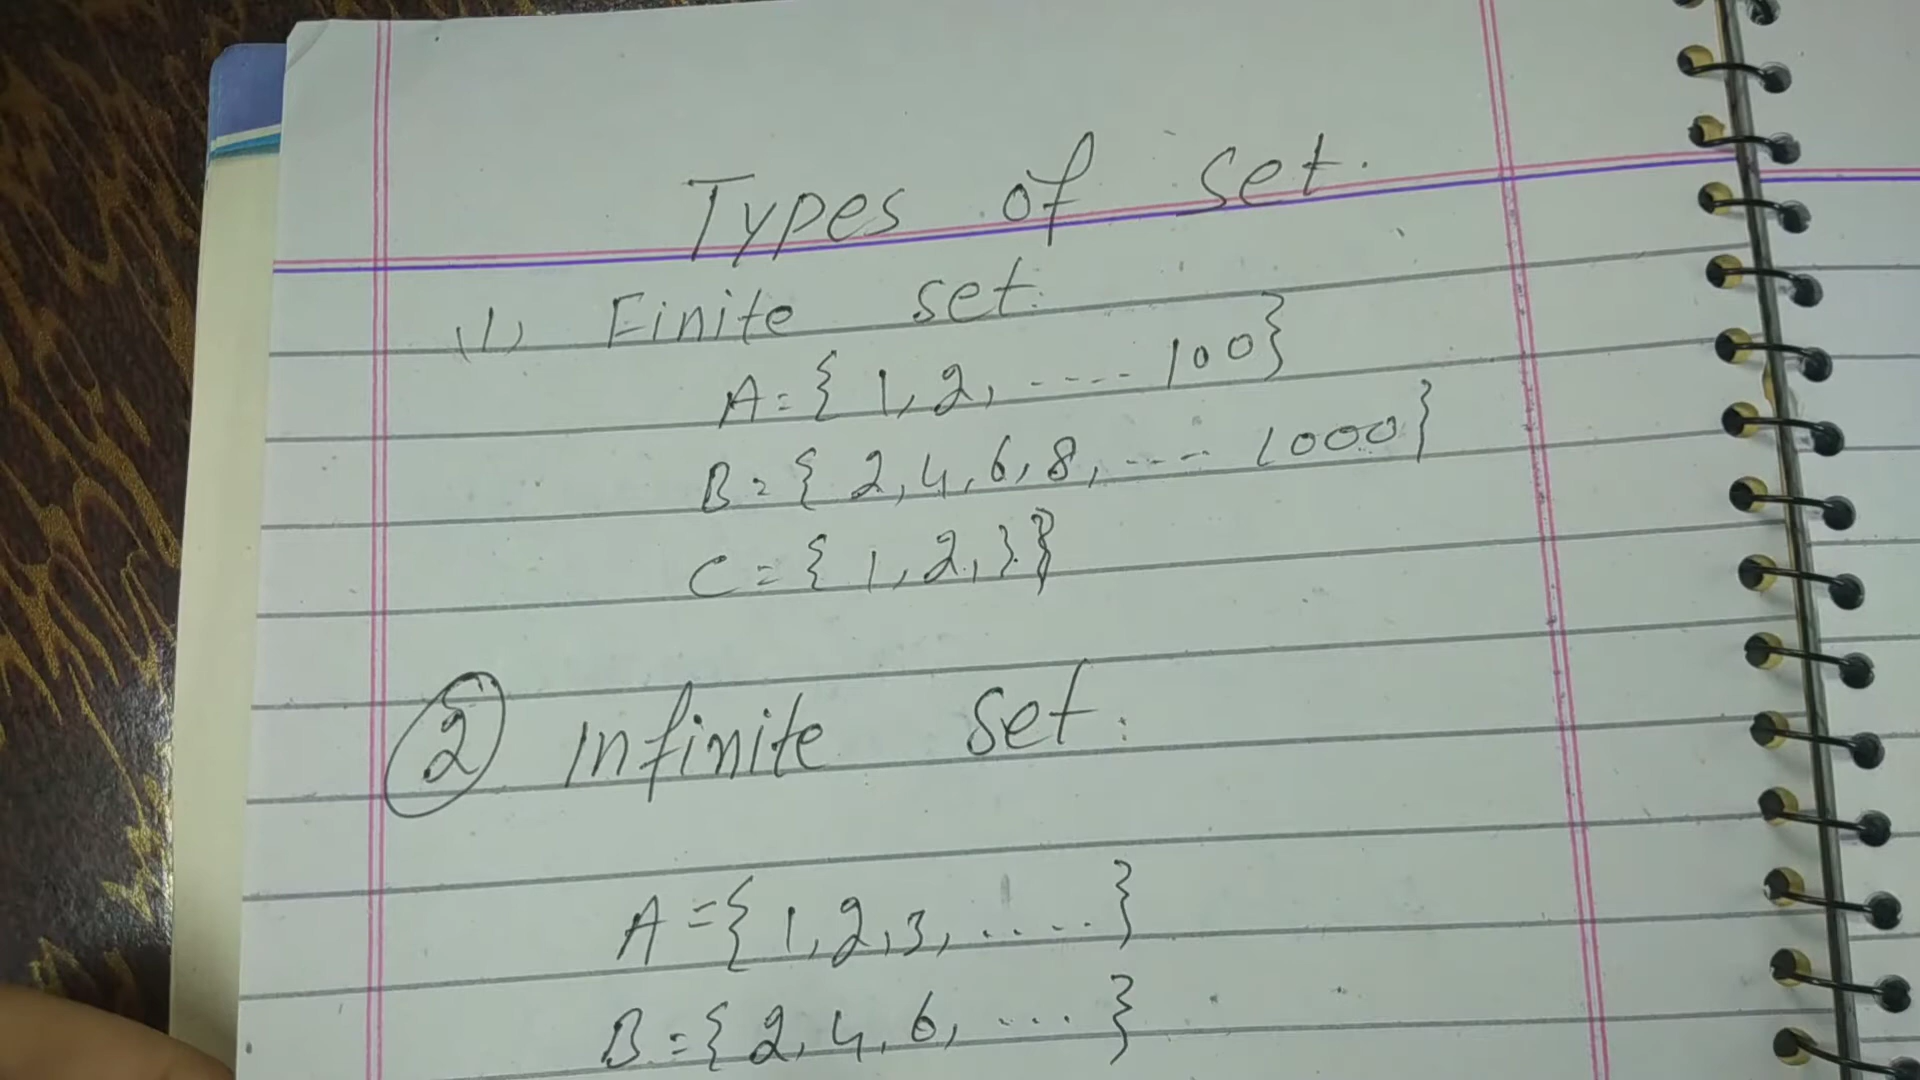 Types of set.
(1) Finite set.
A = { 1, 2, .... 100}
B = { 2, 4, 6, 8, .... 1000}
C = { 1, 2, 3}
2 Infinite set.
A = { 1, 2, 3, ..... }
B = { 2, 4, 6, .... }